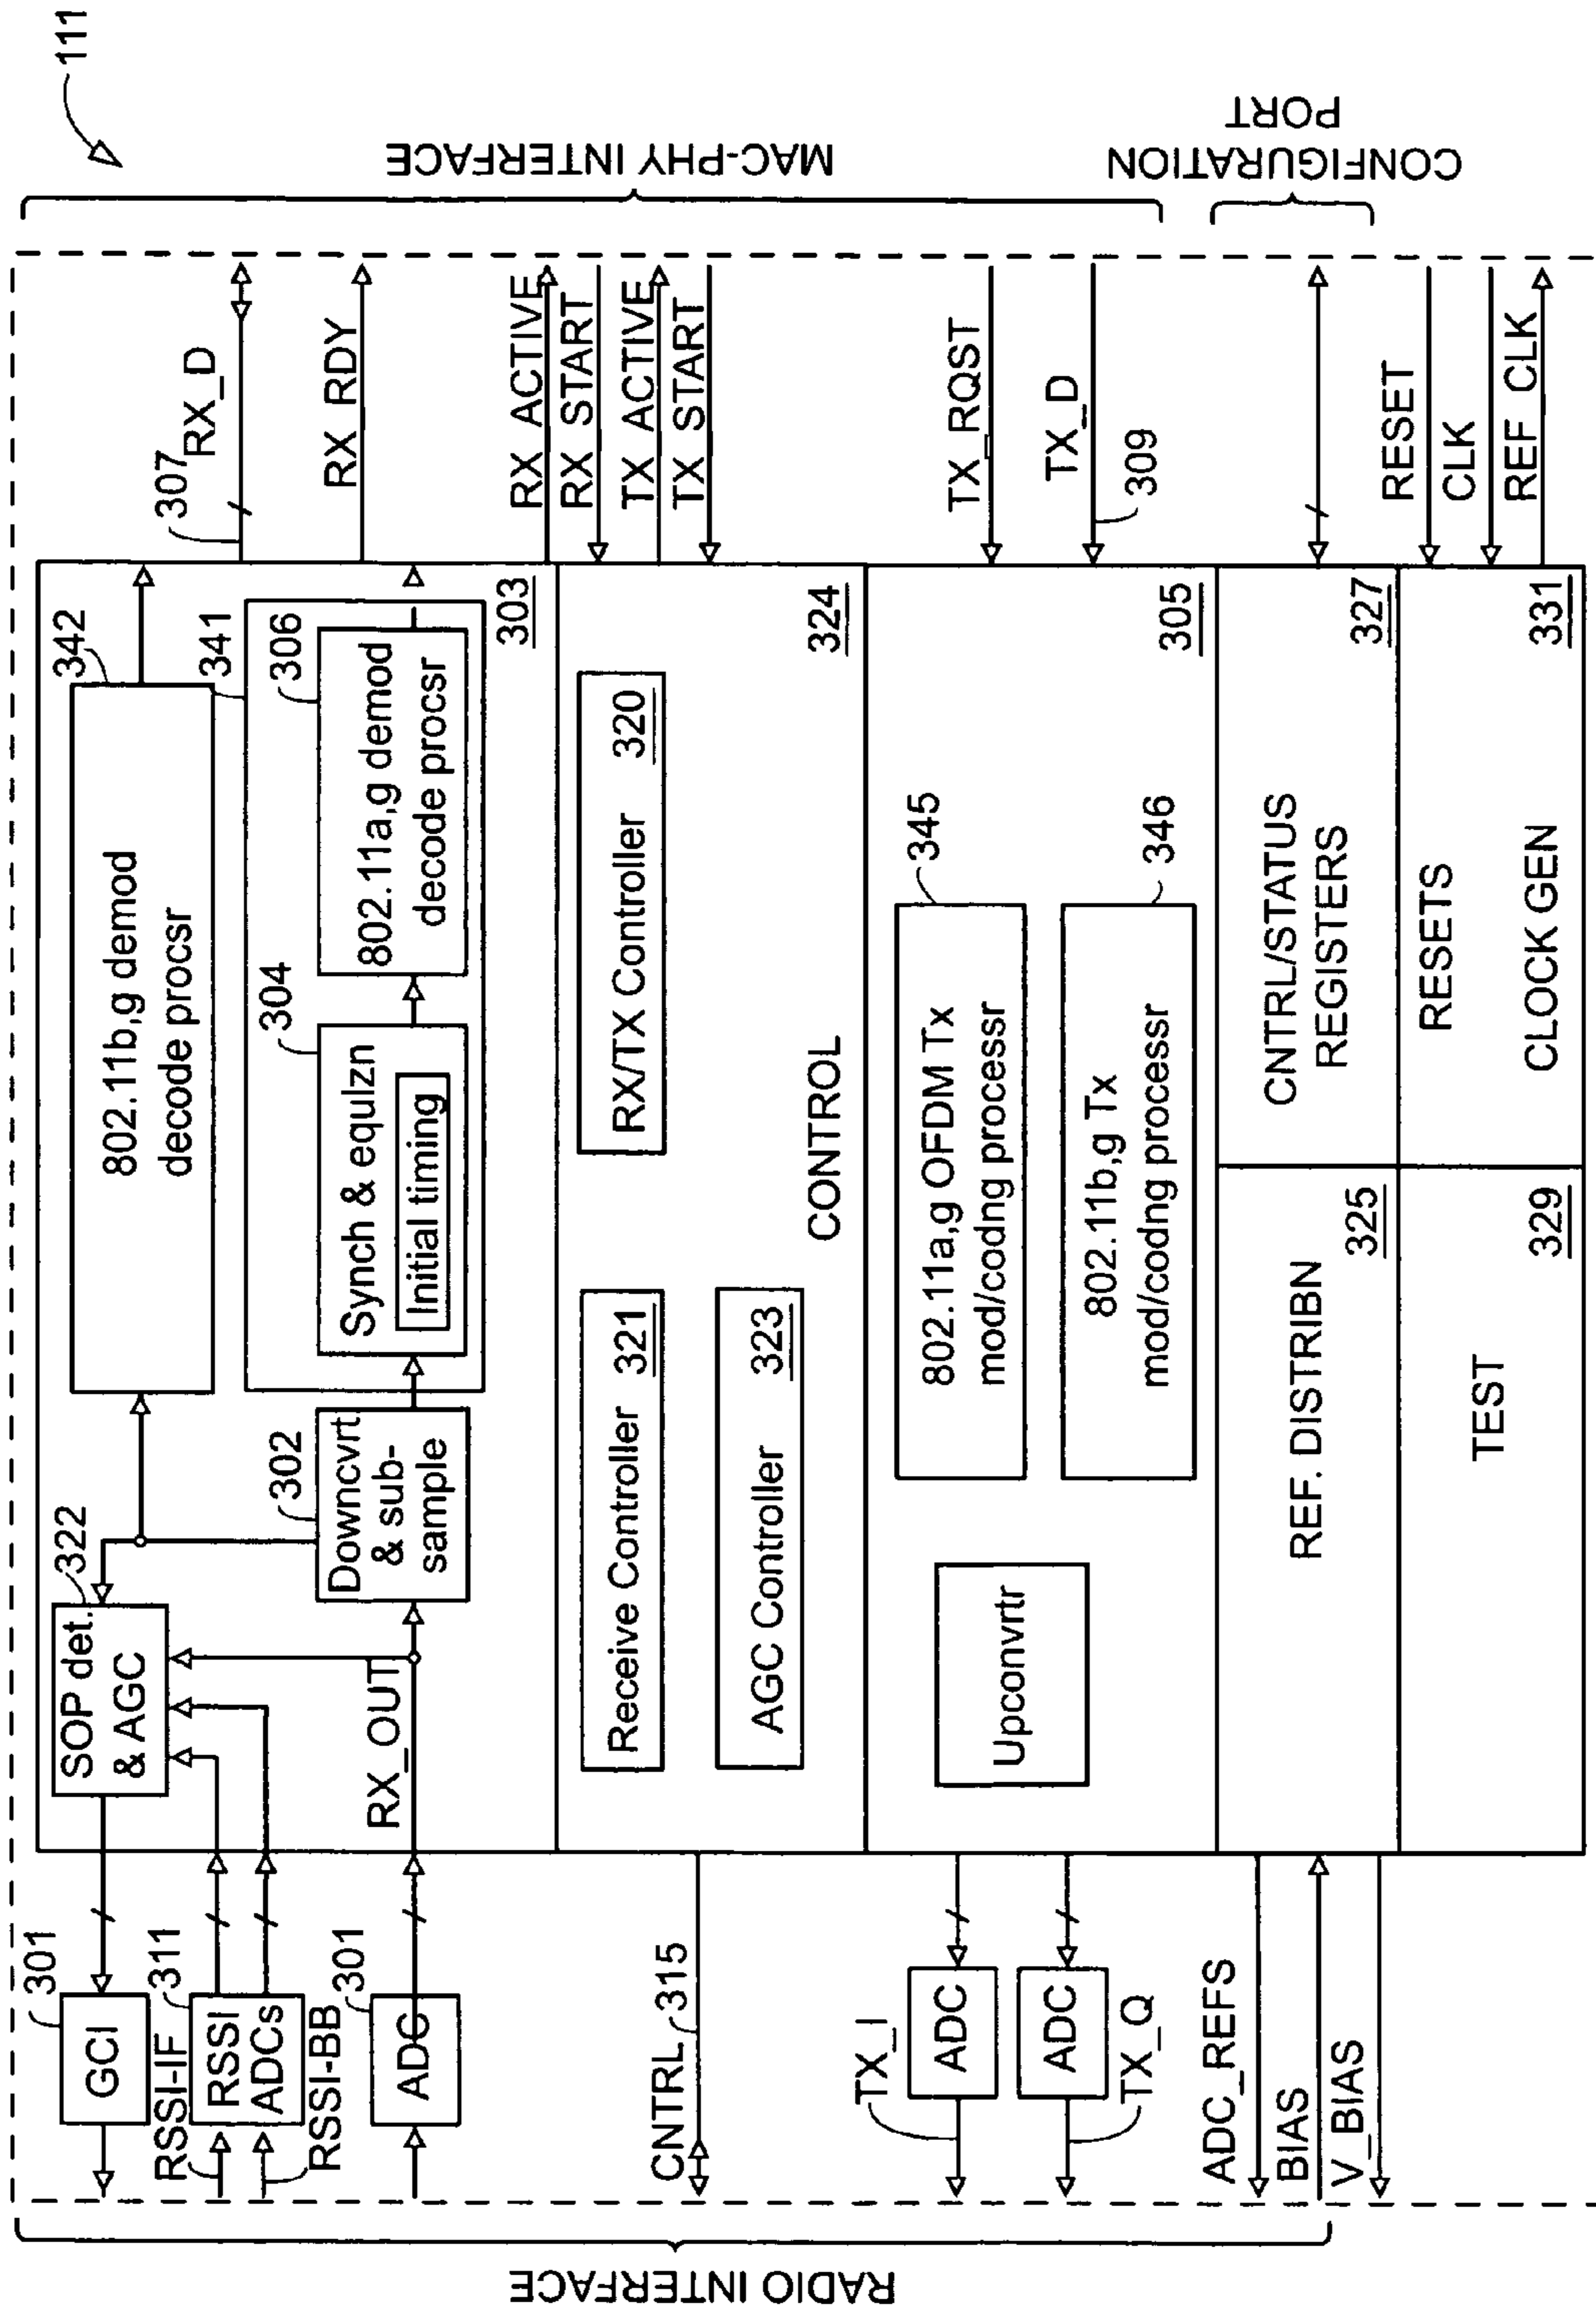 111
RADIO INTERFACE
MAC-PHY INTERFACE
CONFIGURATION
PORT
301
GCI
RSSI-IF
311
RSSI
ADCs
RSSI-BB
301
ADC
CNTRL
315
TX_I
ADC
ADC
TX_Q
ADC_REFS
BIAS
V_BIAS
SOP det.
& AGC
322
RX_OUT
302
Downcvrt
& sub-
sample
802.11b,g demod
decode procsr
342
341
304
Synch & equlzn
Initial timing
306
802.11a,g demod
decode procsr
303
Receive Controller 321
RX/TX Controller 320
AGC Controller 323
CONTROL
324
Upconvrtr
802.11a,g OFDM Tx
mod/codng processr
345
802.11b,g Tx
mod/codng processr
346
305
REF. DISTRIBN
325
CNTRL/STATUS
REGISTERS
327
TEST
329
RESETS
CLOCK GEN
331
307
RX_D
RX_RDY
RX_ACTIVE
RX_START
TX_ACTIVE
TX_START
TX_RQST
TX_D
309
RESET
CLK
REF_CLK